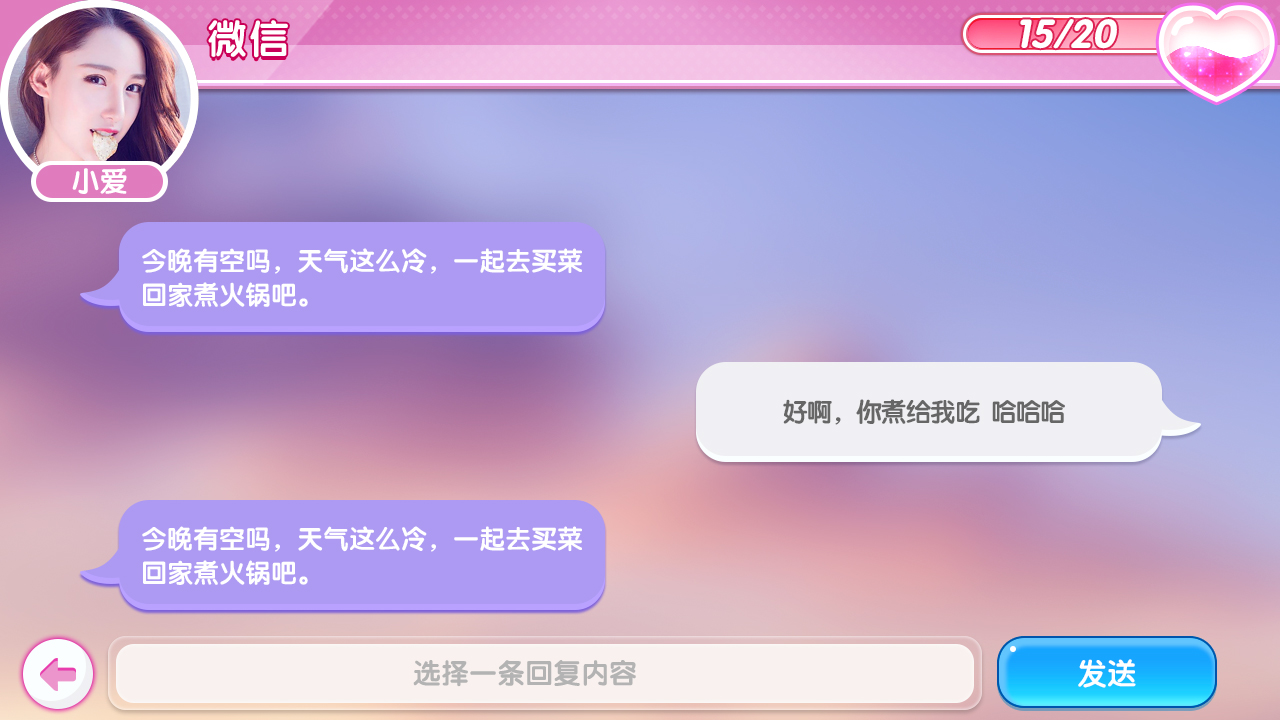 微信
15/20
小爱
今晚有空吗，天气这么冷，一起去买菜
回家煮火锅吧。
好啊，你煮给我吃 哈哈哈
今晚有空吗，天气这么冷，一起去买菜
回家煮火锅吧。
选择一条回复内容
发送